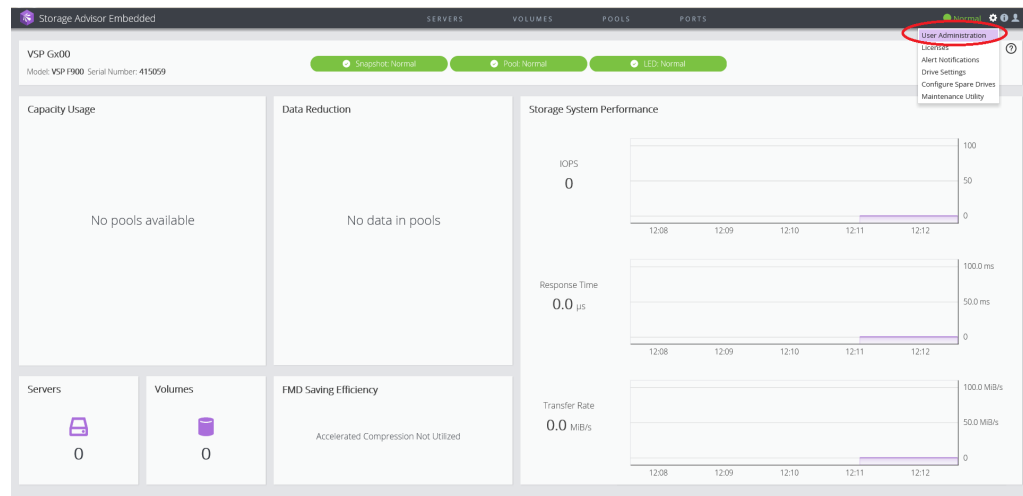 Storage Advisor Embedded
SERVERS VOLUMES POOLS PORTS
Normal
User Administration
Licenses
Alert Notifications
Drive Settings
Configure Spare Drives
Maintenance Utility
VSP Gx00
Model: VSP F900 Serial Number: 415059
Snapshot: Normal Pool: Normal LED: Normal
Capacity Usage
No pools available
Data Reduction
No data in pools
Storage System Performance
IOPS
0
100
50
0
12:08 12:09 12:10 12:11 12:12
Response Time
0.0 µs
100.0 ms
50.0 ms
0
12:08 12:09 12:10 12:11 12:12
Transfer Rate
0.0 MiB/s
100.0 MiB/s
50.0 MiB/s
0
12:08 12:09 12:10 12:11 12:12
Servers
0
Volumes
0
FMD Saving Efficiency
Accelerated Compression Not Utilized